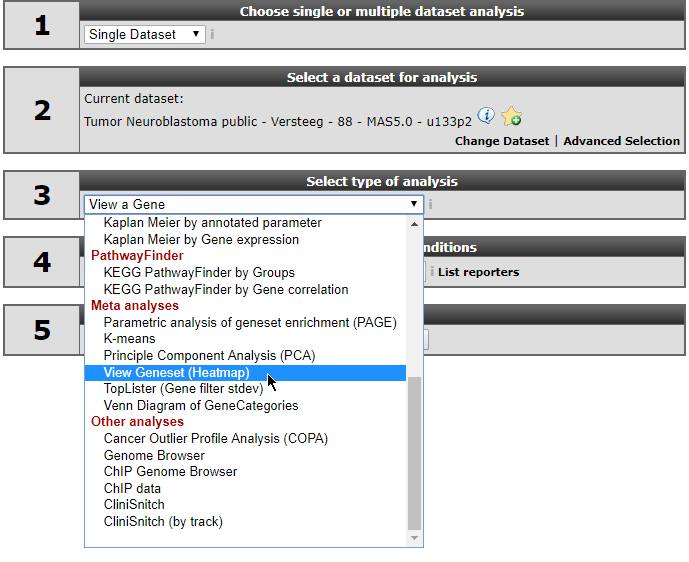 1
Choose single or multiple dataset analysis
Single Dataset
2
Select a dataset for analysis
Current dataset:
Tumor Neuroblastoma public - Versteeg - 88 - MAS5.0 - u133p2
Change Dataset | Advanced Selection
3
Select type of analysis
View a Gene
Kaplan Meier by annotated parameter
Kaplan Meier by Gene expression
PathwayFinder
KEGG PathwayFinder by Groups
KEGG PathwayFinder by Gene correlation
Meta analyses
Parametric analysis of geneset enrichment (PAGE)
K-means
Principle Component Analysis (PCA)
View Geneset (Heatmap)
TopLister (Gene filter stdev)
Venn Diagram of GeneCategories
Other analyses
Cancer Outlier Profile Analysis (COPA)
Genome Browser
ChIP Genome Browser
ChIP data
CliniSnitch
CliniSnitch (by track)
4
nditions
List reporters
5